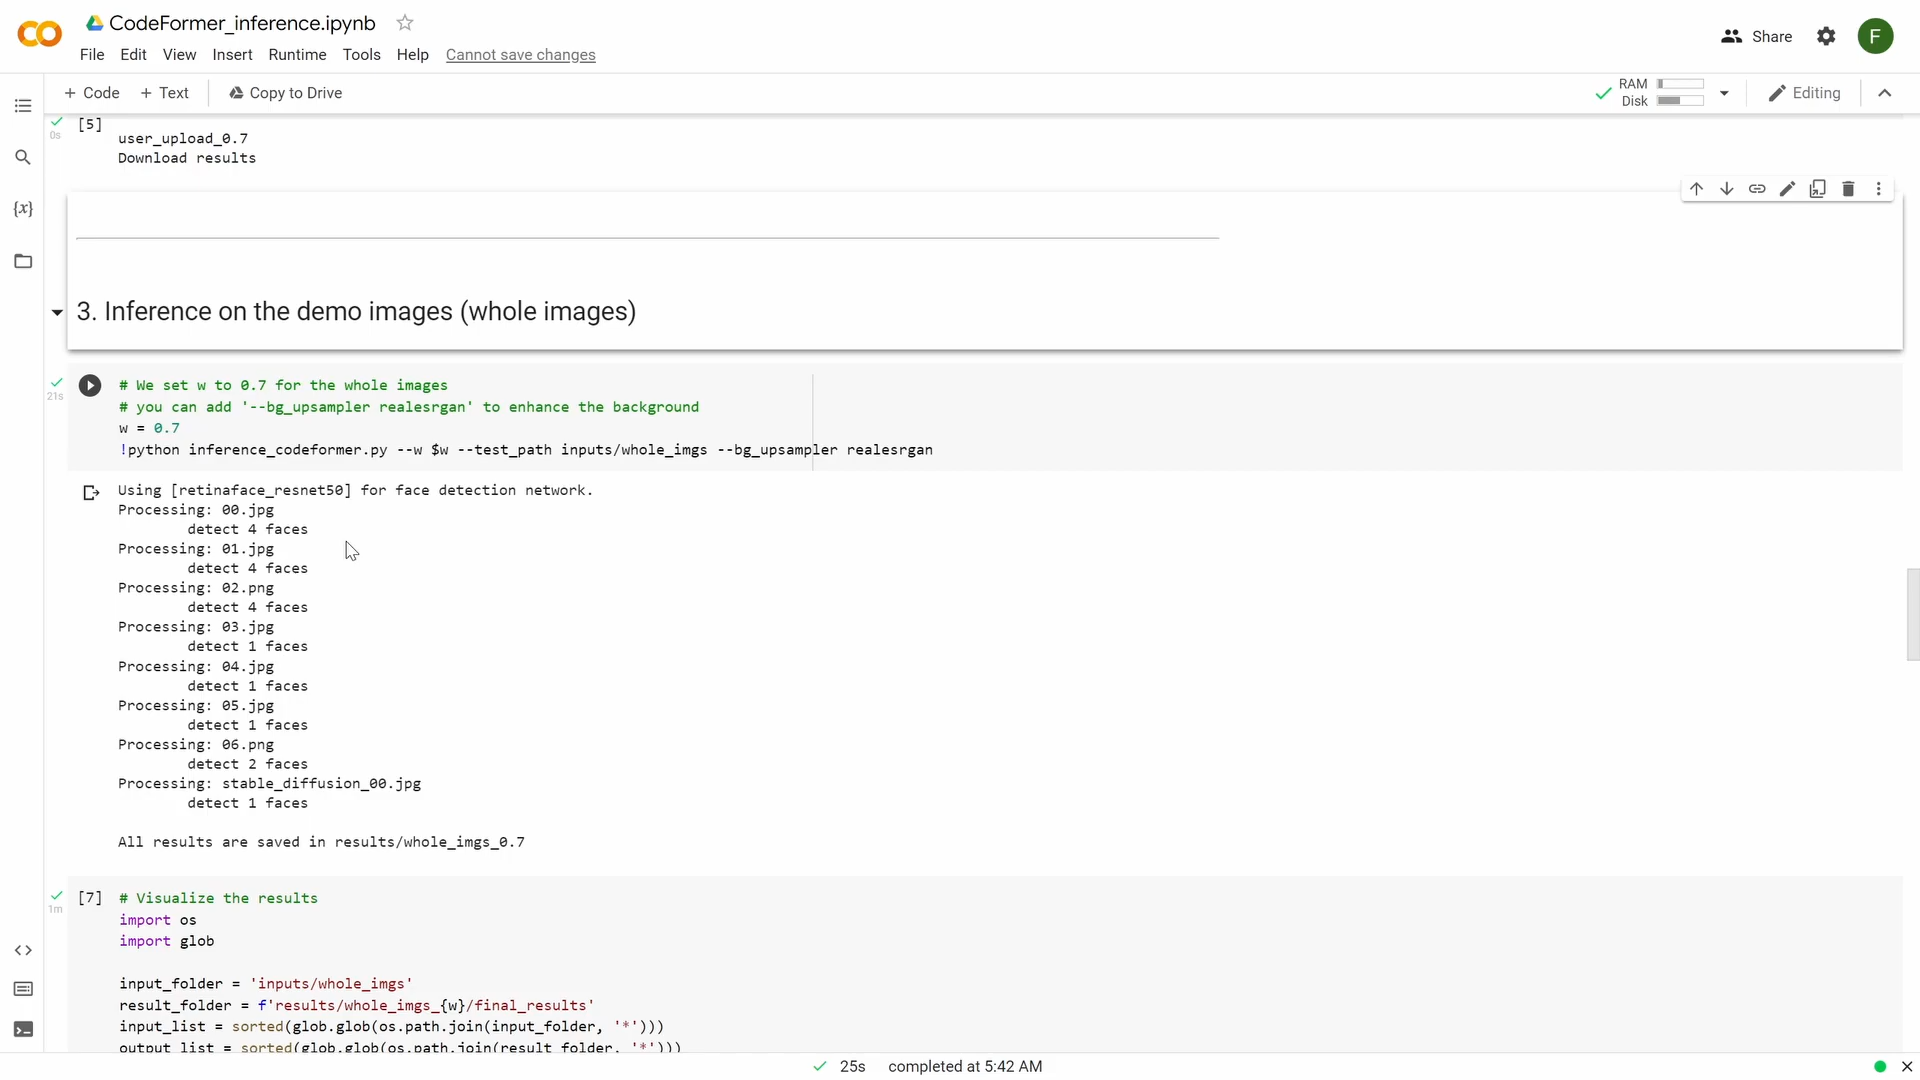 CodeFormer_inference.ipynb
File Edit View Insert Runtime Tools Help Cannot save changes
Share
F
+ Code + Text Copy to Drive
RAM
Disk
Editing
[5]
0s
user_upload_0.7
Download results
{x}
3. Inference on the demo images (whole images)
21s
# We set w to 0.7 for the whole images
# you can add '--bg_upsampler realesrgan' to enhance the background
w = 0.7
!python inference_codeformer.py --w $w --test_path inputs/whole_imgs --bg_upsampler realesrgan
Using [retinaface_resnet50] for face detection network.
Processing: 00.jpg
detect 4 faces
Processing: 01.jpg
detect 4 faces
Processing: 02.png
detect 4 faces
Processing: 03.jpg
detect 1 faces
Processing: 04.jpg
detect 1 faces
Processing: 05.jpg
detect 1 faces
Processing: 06.png
detect 2 faces
Processing: stable_diffusion_00.jpg
detect 1 faces
All results are saved in results/whole_imgs_0.7
[7]
1m
# Visualize the results
import os
import glob
input_folder = 'inputs/whole_imgs'
result_folder = f'results/whole_imgs_{w}/final_results'
input_list = sorted(glob.glob(os.path.join(input_folder, '*')))
output_list = sorted(glob.glob(os.path.join(result_folder, '*')))
25s completed at 5:42 AM